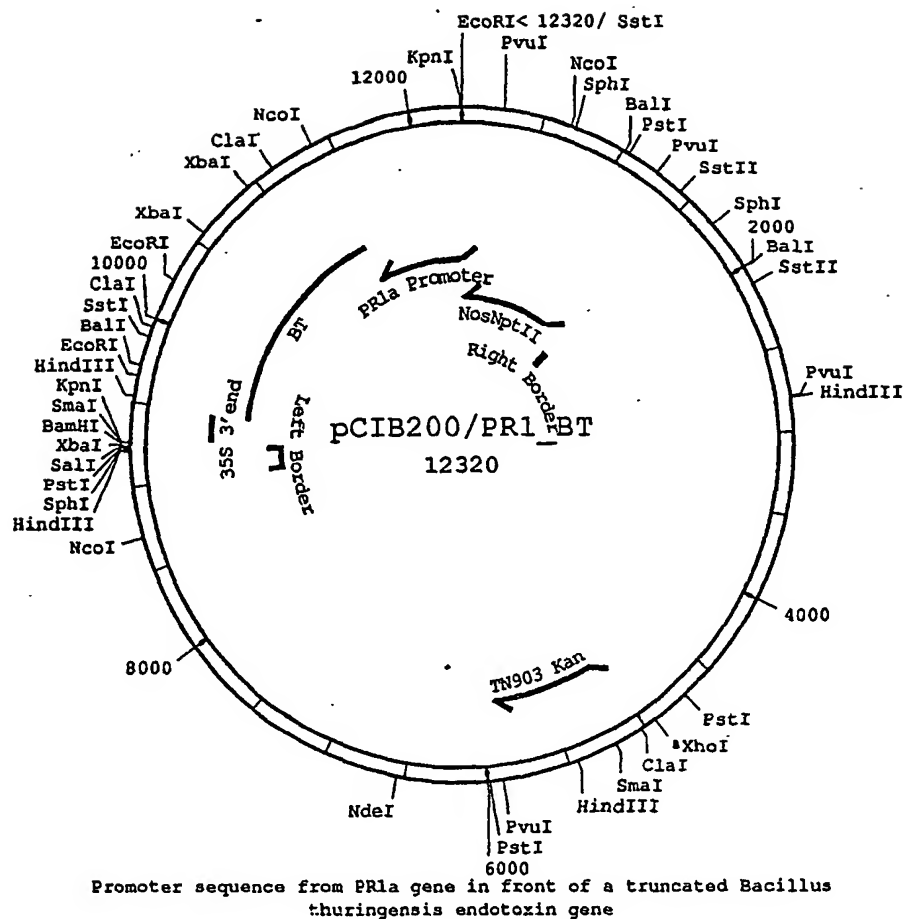 EcoRI< 12320/ SstI
PvuI
NcoI
SphI
BalI
PstI
PvuI
SstII
SphI
2000
BalI
SstII
PvuI
HindIII
4000
PstI
XhoI
ClaI
SmaI
HindIII
PvuI
PstI
6000
NdeI
8000
NcoI
HindIII
SphI
PstI
SalI
XbaI
BamHI
SmaI
KpnI
HindIII
EcoRI
BalI
SstI
ClaI
10000
EcoRI
XbaI
XbaI
ClaI
NcoI
12000
KpnI
PR1a Promoter
NosNptII
Right Border
BT
35S 3'end
Left Border
pCIB200/PR1_BT
12320
TN903 Kan
Promoter sequence from PR1a gene in front of a truncated Bacillus
thuringensis endotoxin gene